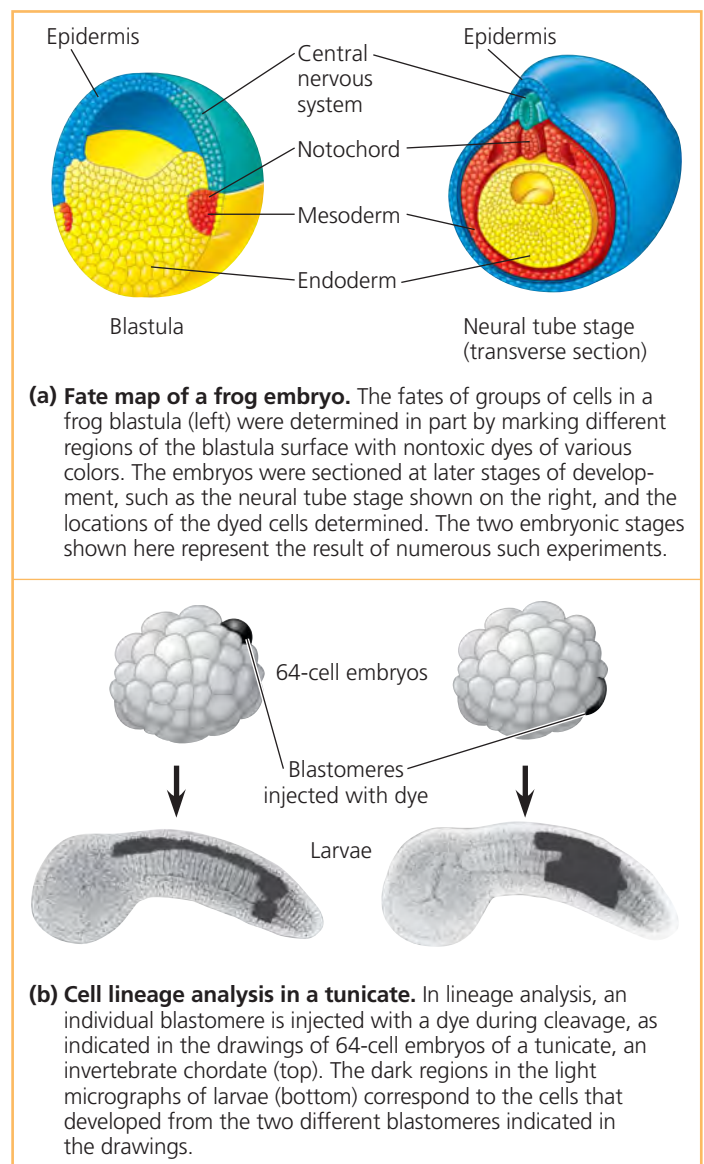 Epidermis
Central
nervous
system
Epidermis
Notochord
Mesoderm
Endoderm
Blastula
Neural tube stage
(transverse section)
(a) Fate map of a frog embryo. The fates of groups of cells in a
frog blastula (left) were determined in part by marking different
regions of the blastula surface with nontoxic dyes of various
colors. The embryos were sectioned at later stages of develop-
ment, such as the neural tube stage shown on the right, and the
locations of the dyed cells determined. The two embryonic stages
shown here represent the result of numerous such experiments.
64-cell embryos
Blastomeres
injected with dye
Larvae
(b) Cell lineage analysis in a tunicate. In lineage analysis, an
individual blastomere is injected with a dye during cleavage, as
indicated in the drawings of 64-cell embryos of a tunicate, an
invertebrate chordate (top). The dark regions in the light
micrographs of larvae (bottom) correspond to the cells that
developed from the two different blastomeres indicated in
the drawings.